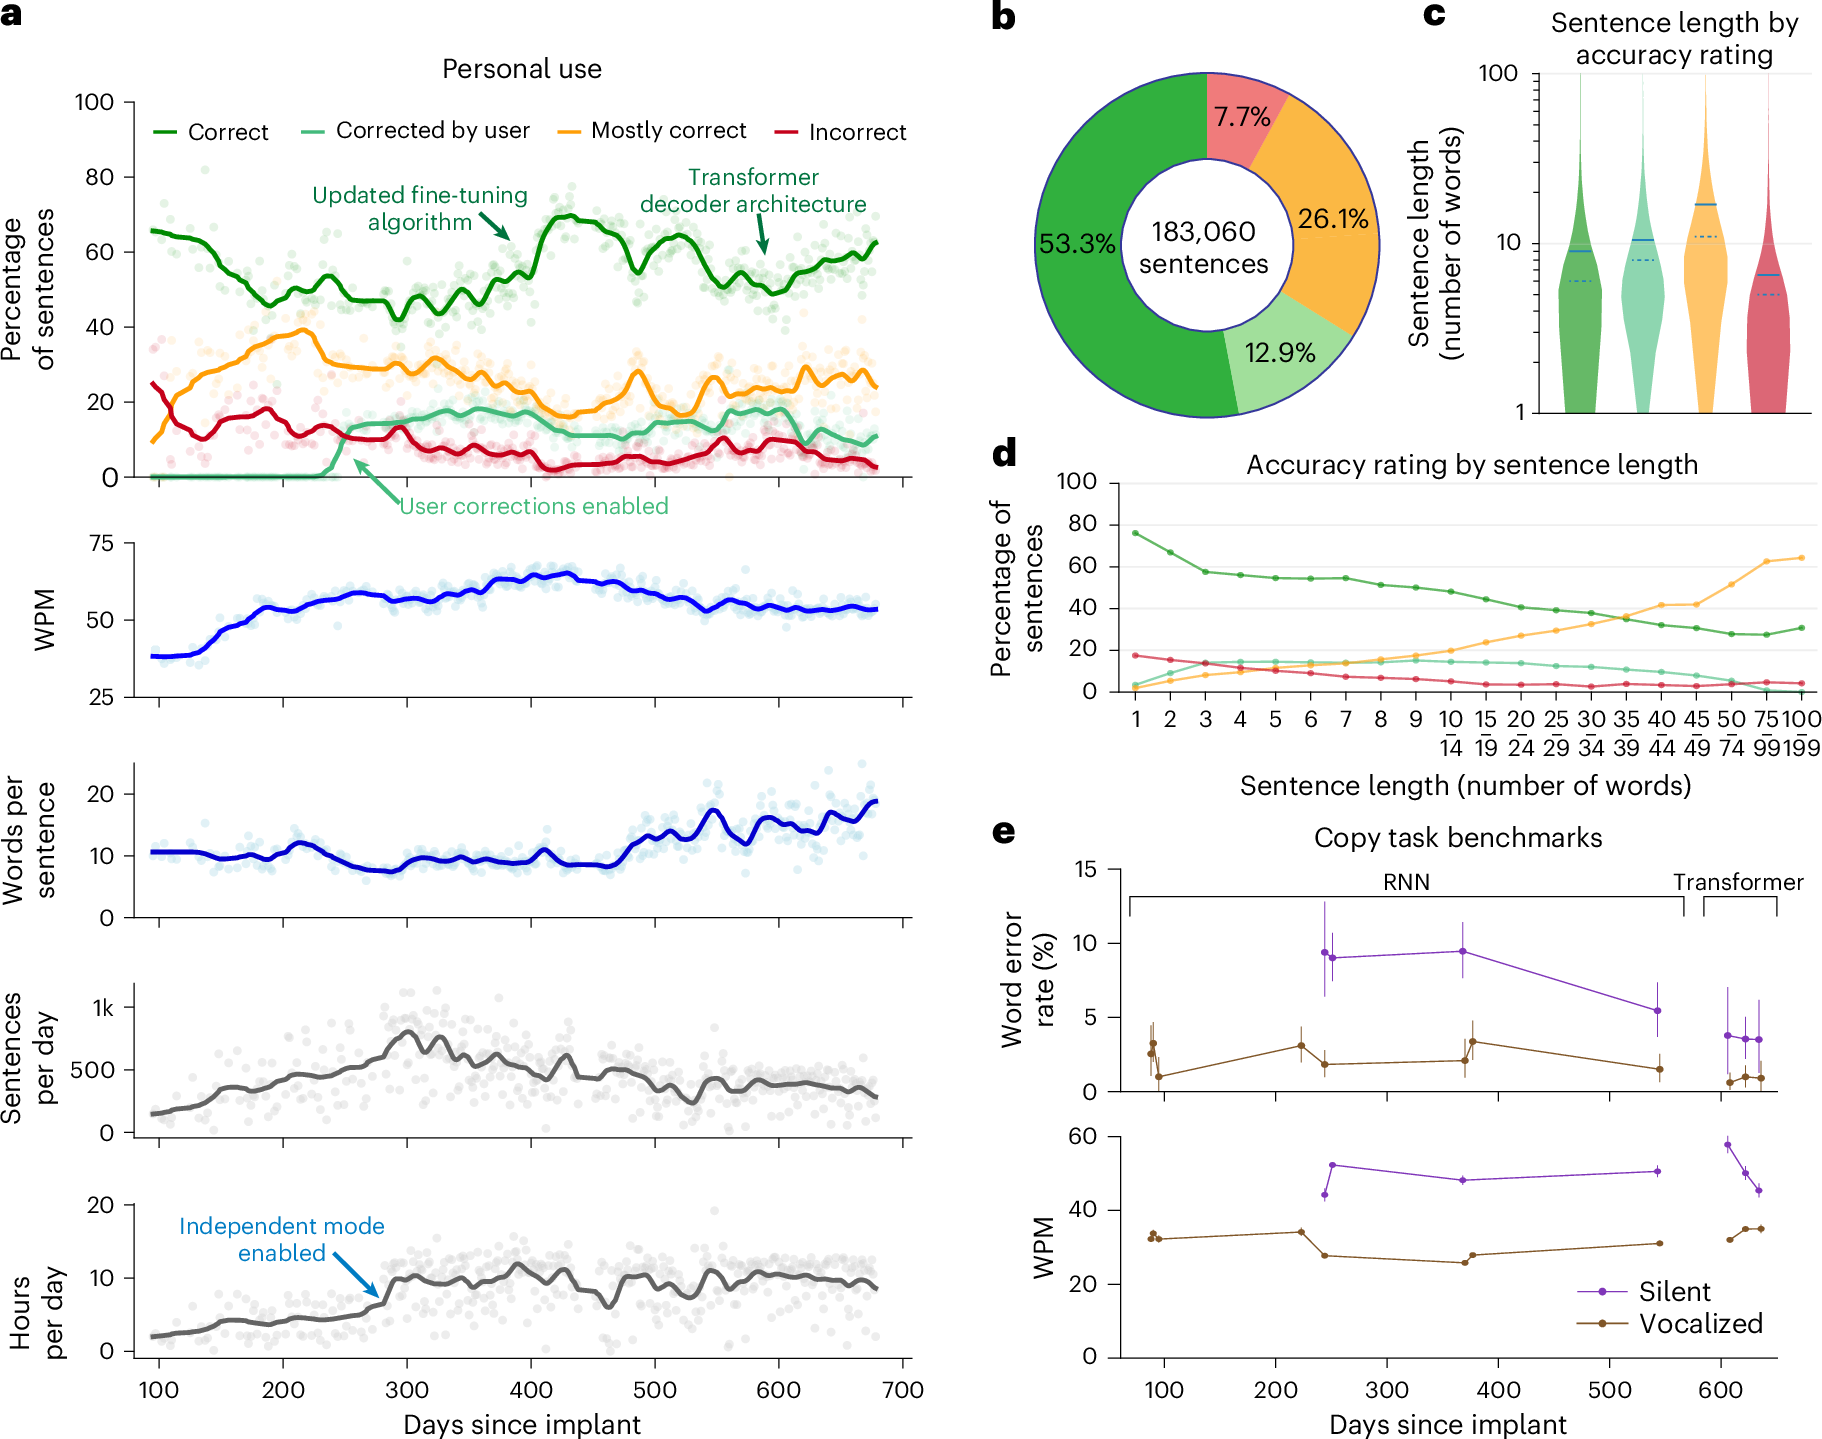 a
Personal use
100
80
60
40
20
0
Percentage
of sentences
Correct
Corrected by user
Mostly correct
Incorrect
Updated fine-tuning
algorithm
Transformer
decoder architecture
User corrections enabled
75
50
25
WPM
20
10
0
Words per
sentence
1k
500
0
Sentences
per day
20
10
0
Hours
per day
Independent mode
enabled
100 200 300 400 500 600 700
Days since implant
b
7.7%
26.1%
12.9%
53.3%
183,060
sentences
c
Sentence length by
accuracy rating
100
10
1
Sentence length
(number of words)
d
Accuracy rating by sentence length
100
80
60
40
20
0
Percentage of
sentences
1 2 3 4 5 6 7 8 9 10 15 20 25 30 35 40 45 50 75 100
– – – – – – – – – – –
14 19 24 29 34 39 44 49 74 99 199
Sentence length (number of words)
e
Copy task benchmarks
15
10
5
0
Word error
rate (%)
RNN
Transformer
60
40
20
0
WPM
Silent
Vocalized
100 200 300 400 500 600
Days since implant